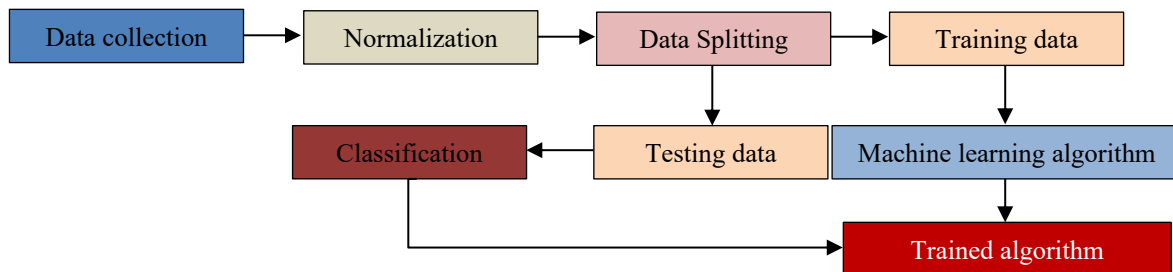 Data collection
Normalization
Data Splitting
Training data
Classification
Testing data
Machine learning algorithm
Trained algorithm